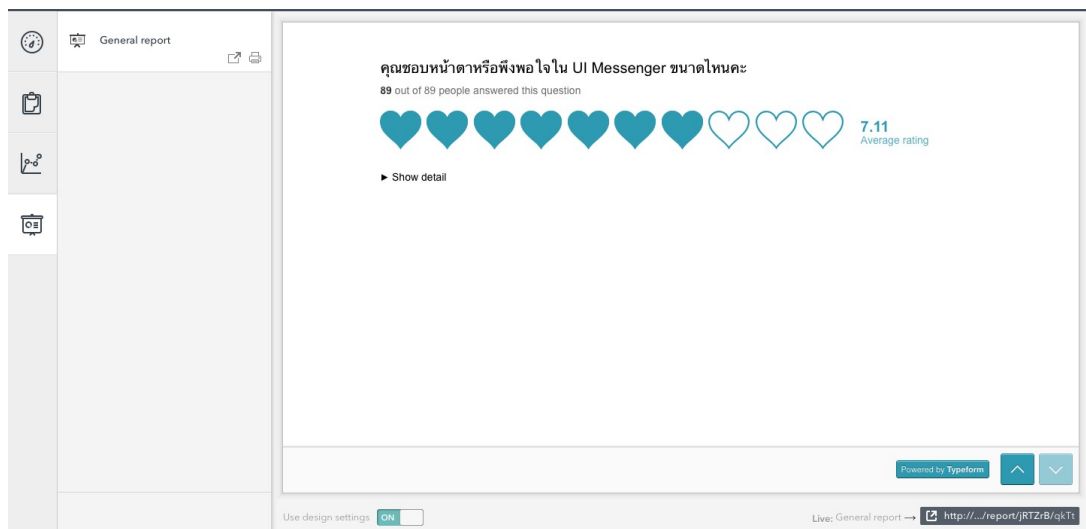 General report
คุณชอบหน้าตาหรือพึงพอใจใน UI Messenger ขนาดไหนคะ
89 out of 89 people answered this question
7.11
Average rating
► Show detail
Powered by Typeform
Use design settings ON
Live: General report → http://.../report/jRTZrB/qkTt